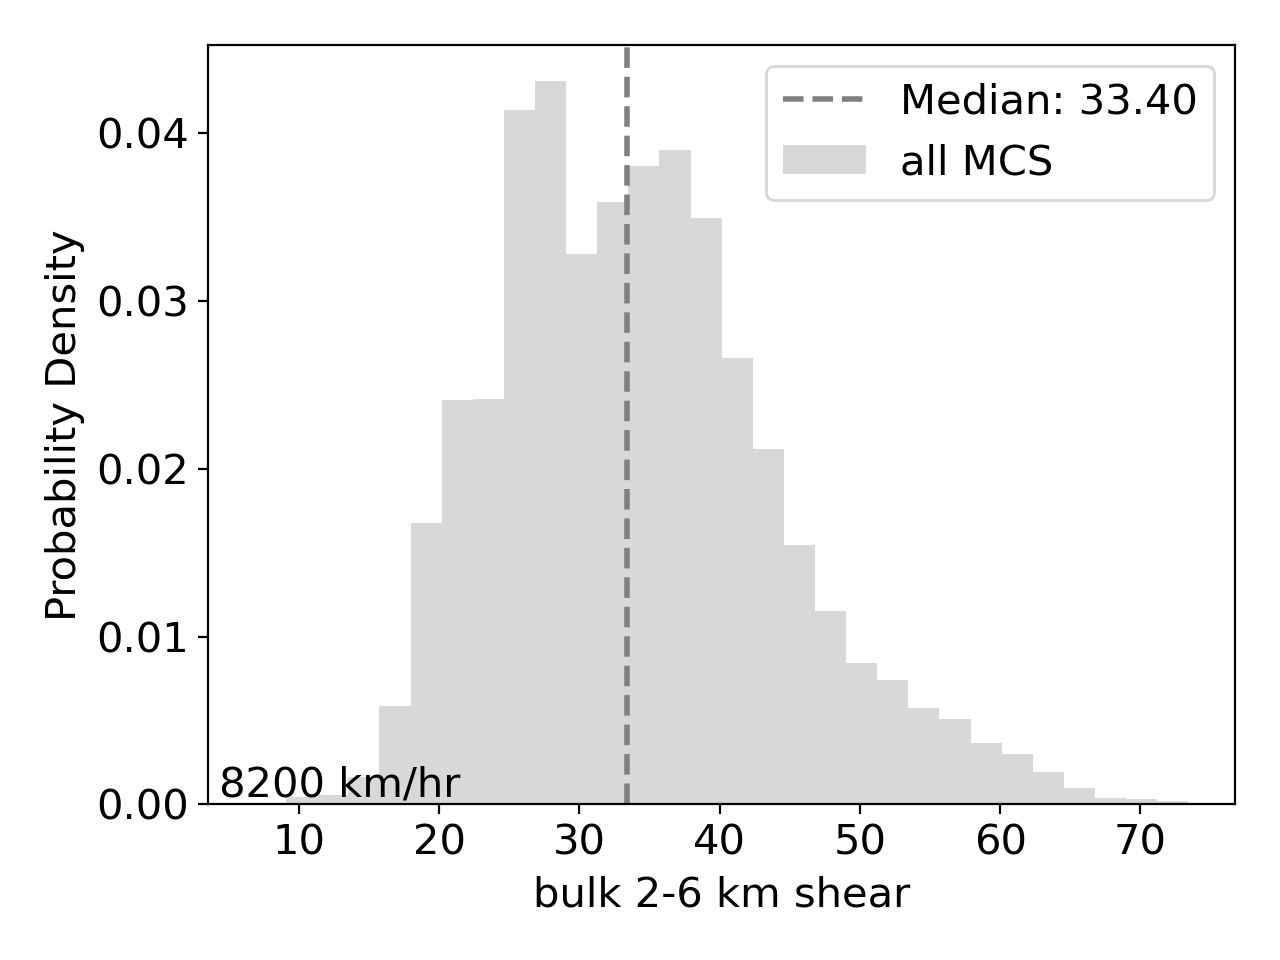 Median: 33.40
all MCS
Probability Density
0.04
0.03
0.02
0.01
0.00
8200 km/hr
10 20 30 40 50 60 70
bulk 2-6 km shear